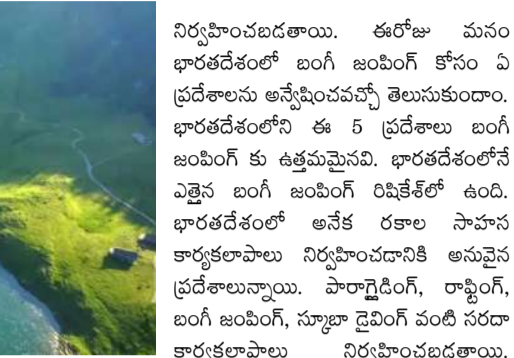 నిర్వహించబడతాయి. ఈరోజు మనం
భారతదేశంలో బంగీ జంపింగ్ కోసం ఏ
ప్రదేశాలను అన్వేషించవచ్చో తెలుసుకుందాం.
భారతదేశంలోని ఈ 5 ప్రదేశాలు బంగీ
జంపింగ్ కు ఉత్తమమైనవి. భారతదేశంలోనే
ఎత్తైన బంగీ జంపింగ్ రిషికేశ్‌లో ఉంది.
భారతదేశంలో అనేక రకాల సాహస
కార్యకలాపాలు నిర్వహించడానికి అనువైన
ప్రదేశాలున్నాయి. పారాగ్లైడింగ్, రాఫ్టింగ్,
బంగీ జంపింగ్, స్కూబా డైవింగ్ వంటి సరదా
కార్యకలాపాలు నిర్వహించబడతాయి.